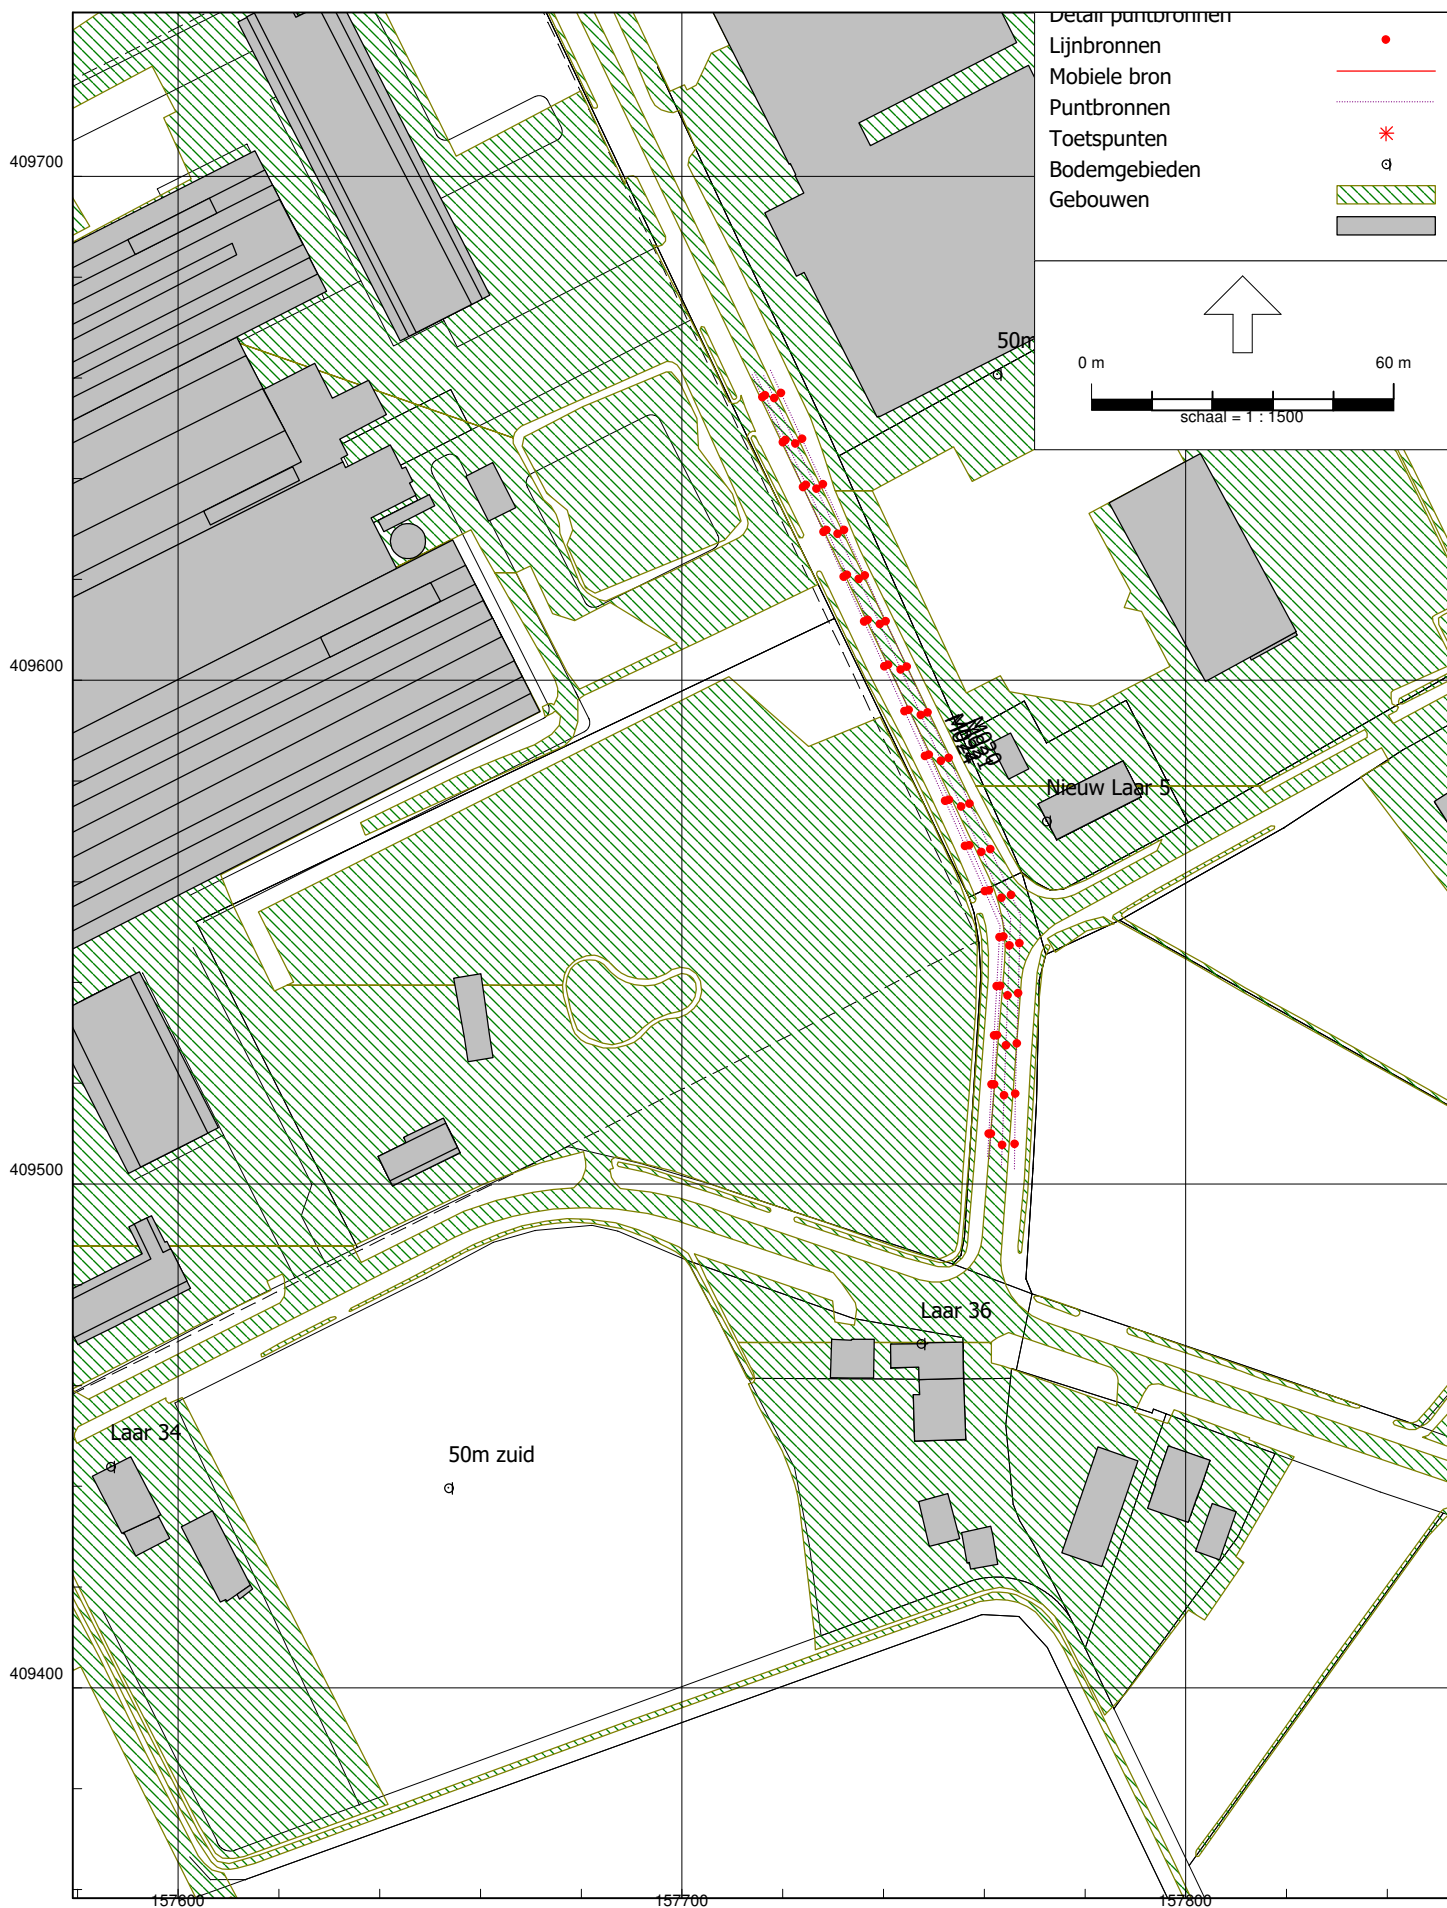 Detail puntbronnen
Lijnbronnen
Mobiele bron
Puntbronnen
Toetspunten
Bodemgebieden
Gebouwen
0 m 60 m
schaal = 1 : 1500
409700
50m
409600
Nieuw Laar 5
409500
Laar 36
Laar 34
50m zuid
409400
157600 157700 157800